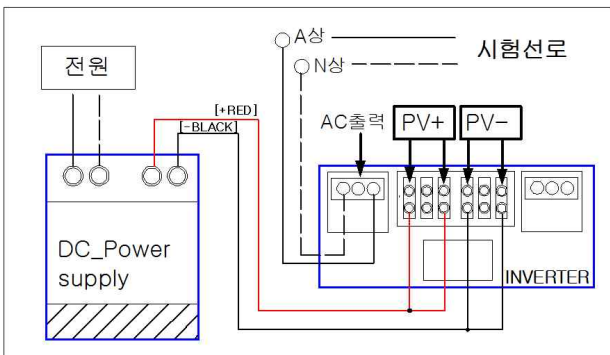 A상
시험선로
N상
전원
[+RED]
[-BLACK]
AC출력
PV+
PV-
DC_Power
supply
INVERTER